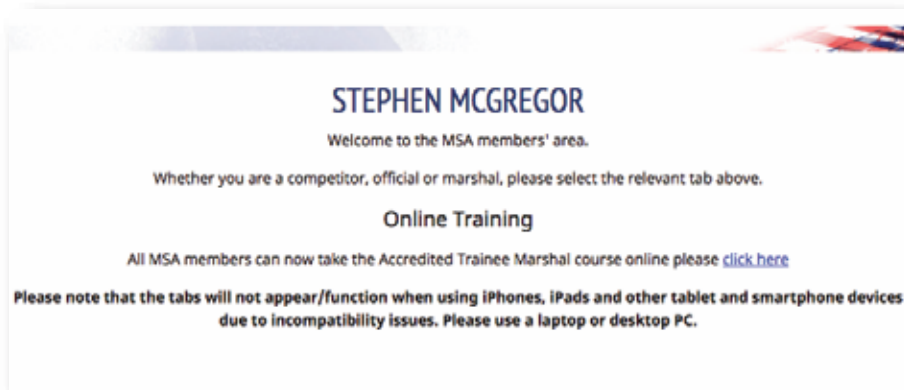 STEPHEN MCGREGOR
Welcome to the MSA members' area.
Whether you are a competitor, official or marshal, please select the relevant tab above.
Online Training
All MSA members can now take the Accredited Trainee Marshal course online please click here
Please note that the tabs will not appear/function when using iPhones, iPads and other tablet and smartphone devices
due to incompatibility issues. Please use a laptop or desktop PC.